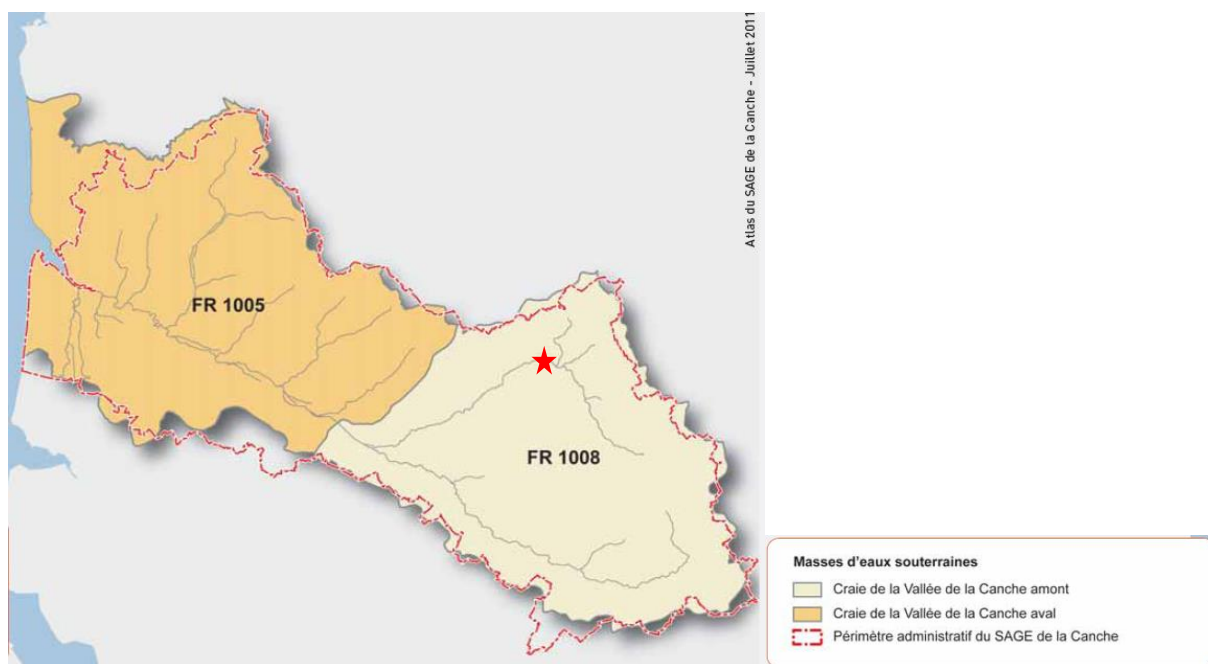 Atlas du SAGE de la Canche - Juillet 2011
FR 1005
FR 1008
Masses d'eaux souterraines
Craie de la Vallée de la Canche amont
Craie de la Vallée de la Canche aval
Périmètre administratif du SAGE de la Canche